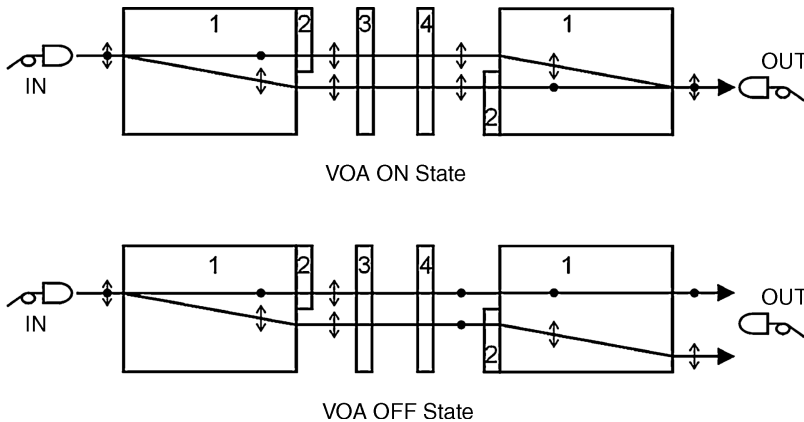 1 2 3 4 1
IN
OUT
2
VOA ON State
1 2 3 4 1
IN
OUT
2
VOA OFF State